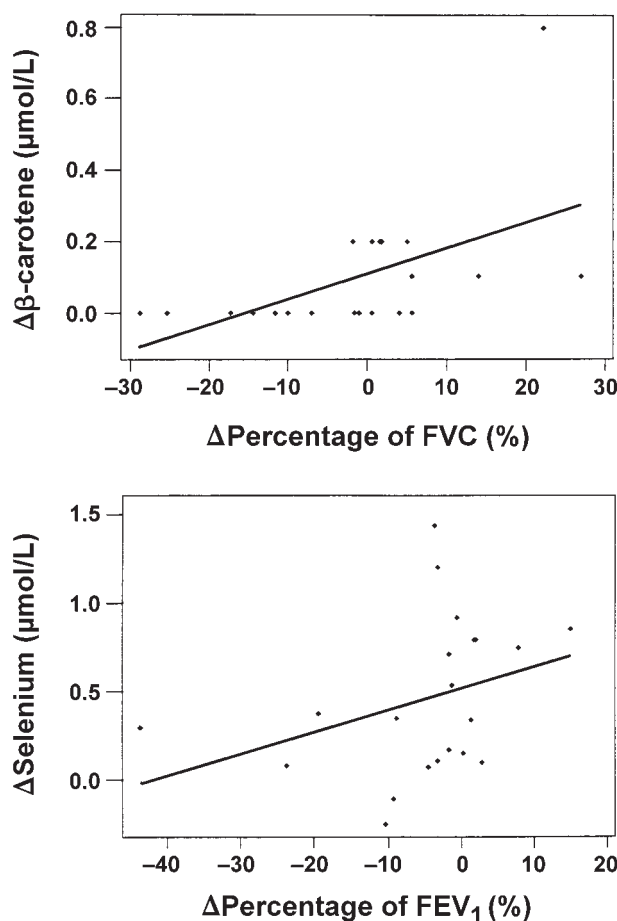 Δβ-carotene (µmol/L)
0.8
0.6
0.4
0.2
0.0
–30 –20 –10 0 10 20 30
ΔPercentage of FVC (%)
ΔSelenium (µmol/L)
1.5
1.0
0.5
0.0
–40 –30 –20 –10 0 10 20
ΔPercentage of FEV₁ (%)